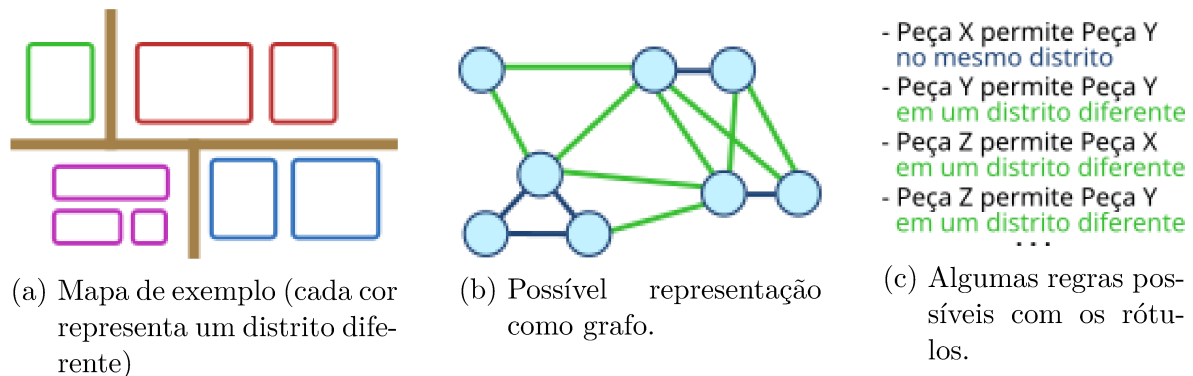 - Peça X permite Peça Y
no mesmo distrito
- Peça Y permite Peça Y
em um distrito diferente
- Peça Z permite Peça X
em um distrito diferente
- Peça Z permite Peça Y
em um distrito diferente
...
(a) Mapa de exemplo (cada cor
representa um distrito dife-
rente)
(b) Possível representação
como grafo.
(c) Algumas regras pos-
síveis com os rótu-
los.